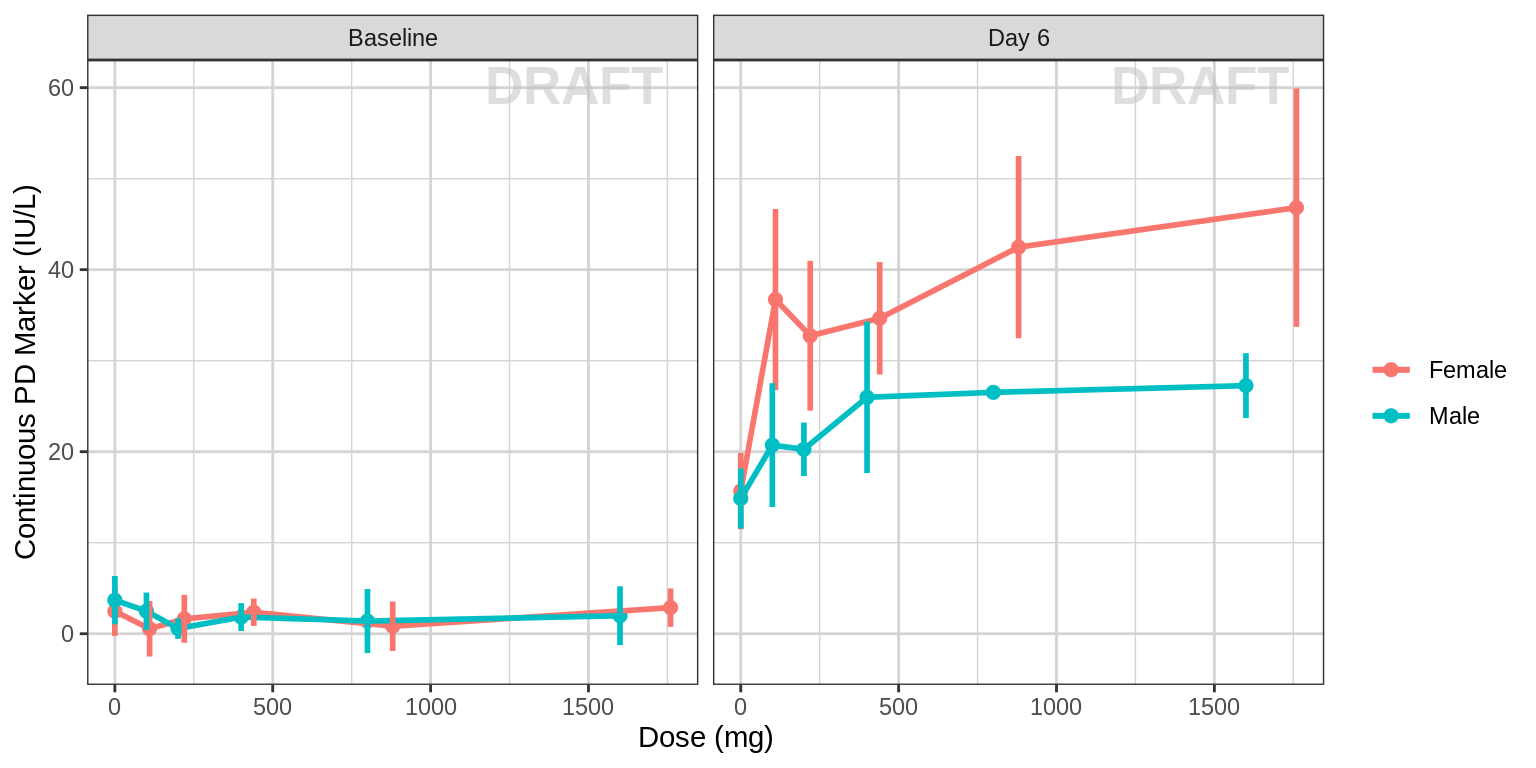 Baseline
Day 6
DRAFT
DRAFT
Continuous PD Marker (IU/L)
60
40
20
0
0 500 1000 1500
0 500 1000 1500
Dose (mg)
Female
Male